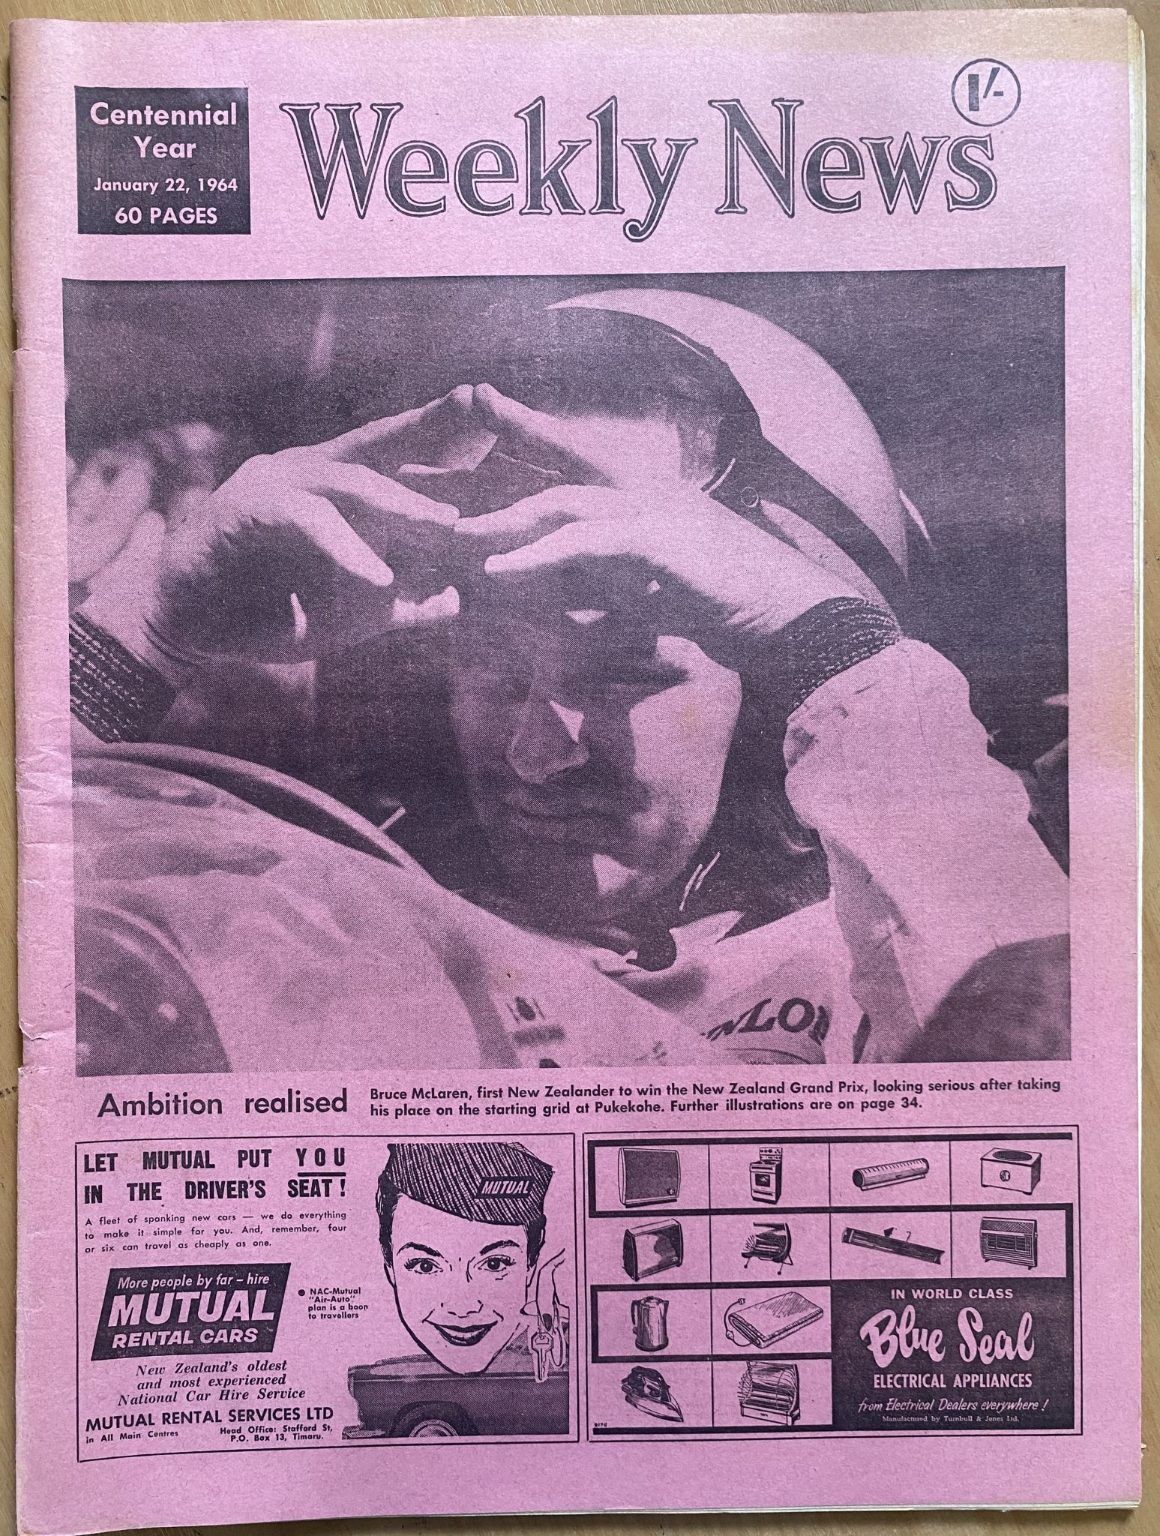 Centennial
Year
January 22, 1964
60 PAGES
Weekly News
1/-
Ambition realised
Bruce McLaren, first New Zealander to win the New Zealand Grand Prix, looking serious after taking
his place on the starting grid at Pukekohe. Further illustrations are on page 34.
LET MUTUAL PUT YOU
IN THE DRIVER'S SEAT!
A fleet of spanking new cars — we do everything
to make it simple for you. And, remember, four
or six can travel as cheaply as one.
MUTUAL
More people by far – hire
MUTUAL
RENTAL CARS
● NAC-Mutual
"Air-Auto"
plan is a boon
to travellers
New Zealand's oldest
and most experienced
National Car Hire Service
MUTUAL RENTAL SERVICES LTD
in All Main Centres
Head Office: Stafford St,
P.O. Box 13, Timaru.
IN WORLD CLASS
Blue Seal
ELECTRICAL APPLIANCES
from Electrical Dealers everywhere!
Manufactured by Turnbull & Jones Ltd.